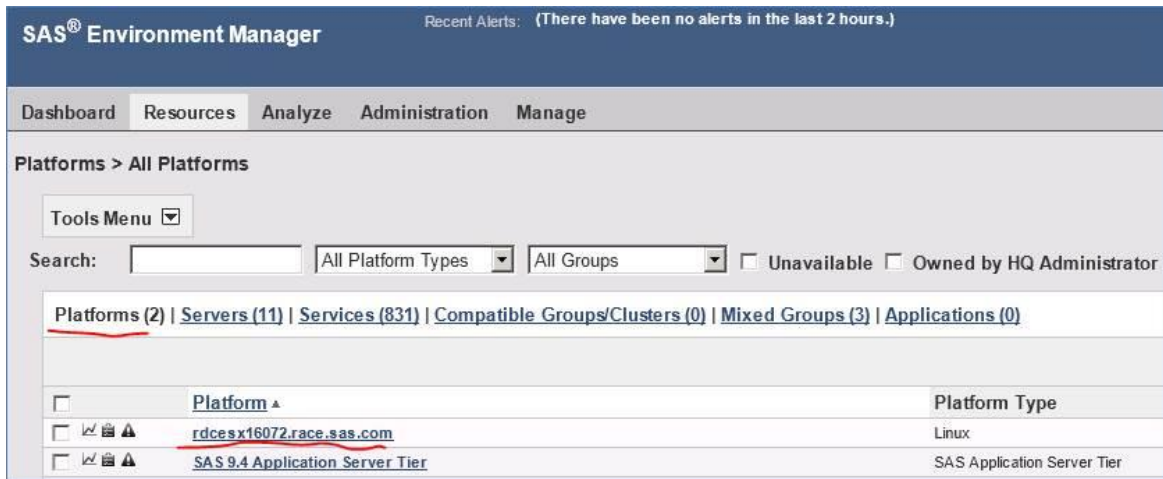 SAS® Environment Manager
Recent Alerts: (There have been no alerts in the last 2 hours.)
Dashboard Resources Analyze Administration Manage
Platforms > All Platforms
Tools Menu
Search: All Platform Types All Groups Unavailable Owned by HQ Administrator
Platforms (2) | Servers (11) | Services (831) | Compatible Groups/Clusters (0) | Mixed Groups (3) | Applications (0)
Platform Platform Type
rdcesx16072.race.sas.com Linux
SAS 9.4 Application Server Tier SAS Application Server Tier